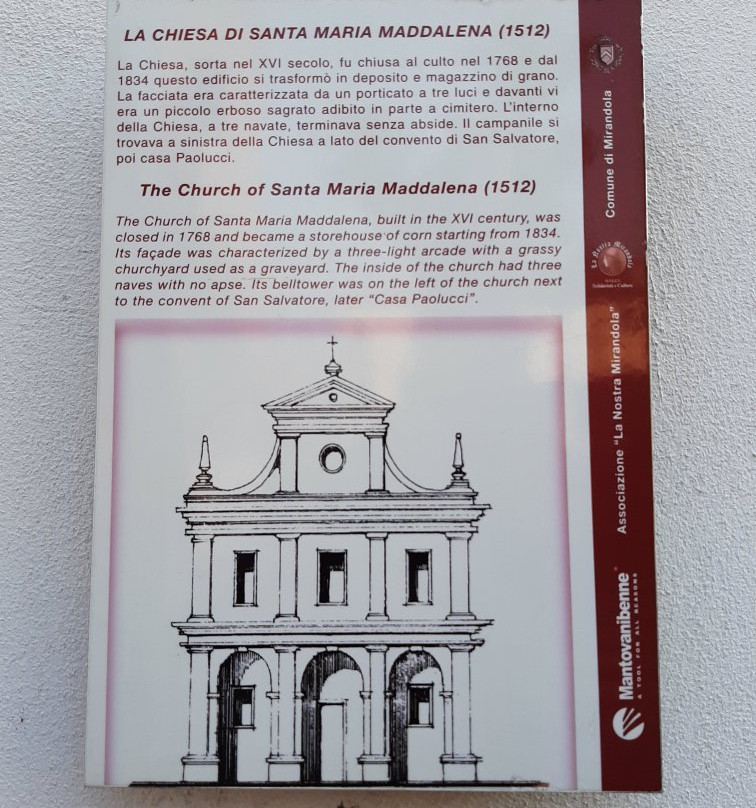 LA CHIESA DI SANTA MARIA MADDALENA (1512)
La Chiesa, sorta nel XVI secolo, fu chiusa al culto nel 1768 e dal
1834 questo edificio si trasformò in deposito e magazzino di grano.
La facciata era caratterizzata da un porticato a tre luci e davanti vi
era un piccolo erboso sagrato adibito in parte a cimitero. L'interno
della Chiesa, a tre navate, terminava senza abside. Il campanile si
trovava a sinistra della Chiesa a lato del convento di San Salvatore,
poi casa Paolucci.
The Church of Santa Maria Maddalena (1512)
The Church of Santa Maria Maddalena, built in the XVI century, was
closed in 1768 and became a storehouse of corn starting from 1834.
Its façade was characterized by a three-light arcade with a grassy
churchyard used as a graveyard. The inside of the church had three
naves with no apse. Its belltower was on the left of the church next
to the convent of San Salvatore, later "Casa Paolucci".
Comune di Mirandola
La Nostra Mirandola
Solidarietà e Cultura
Associazione "La Nostra Mirandola"
Mantovanibenne
A TOOL FOR ALL REASONS